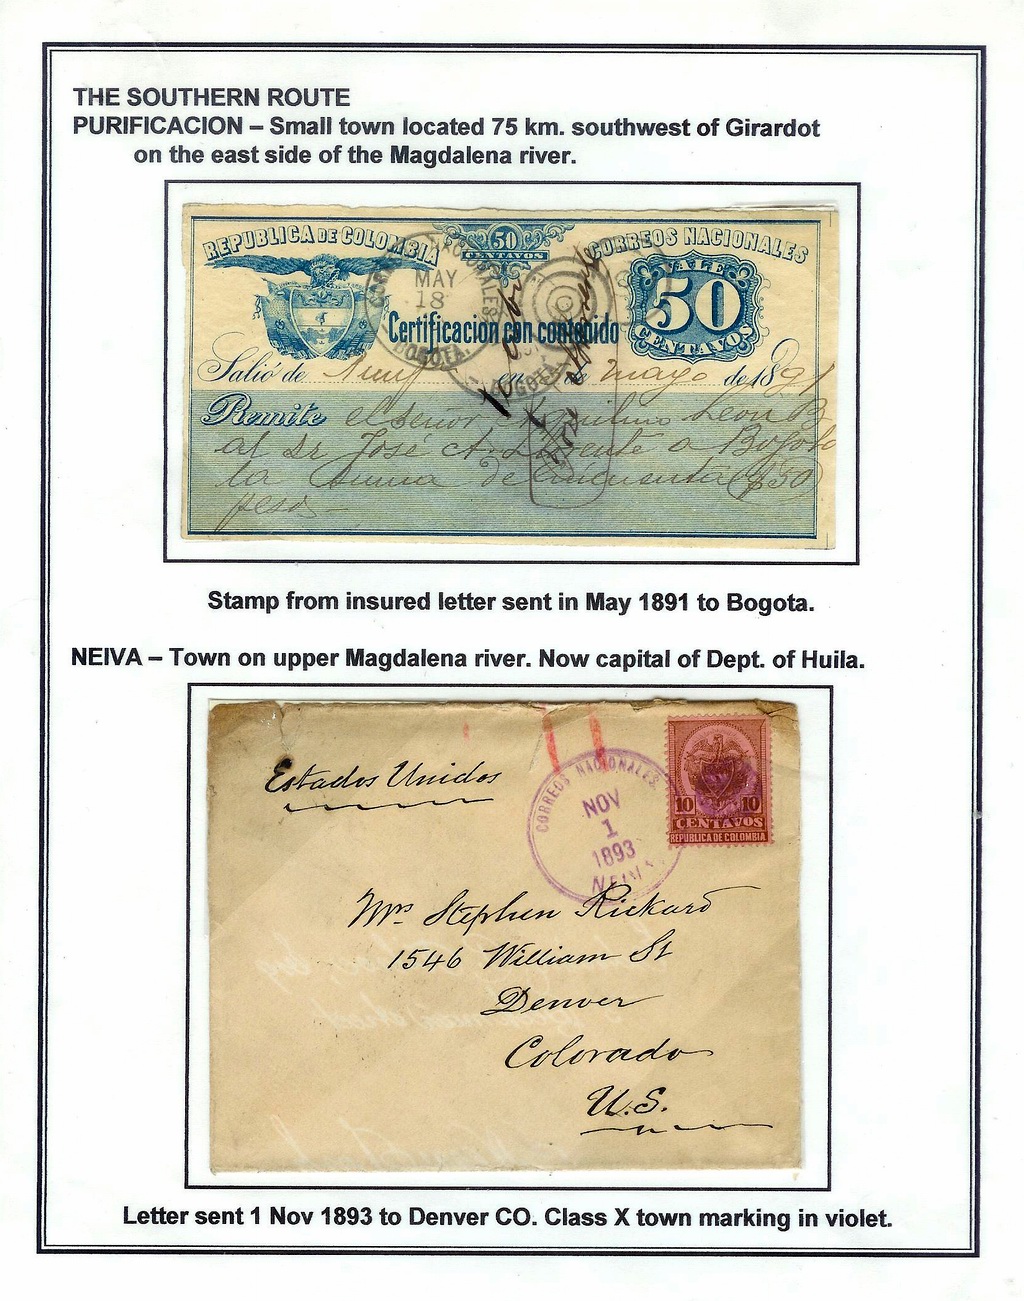 THE SOUTHERN ROUTE
PURIFICACION – Small town located 75 km. southwest of Girardot
on the east side of the Magdalena river.
REPUBLICA DE COLOMBIA
50
CENTAVOS
CORREOS NACIONALES
MAY
18
BOGOTA
VALE
50
CENTAVOS
Certificacion con contenido
Salió de mayo de 1891
Remite el señor Leon B
al Dr José A. a Bogota
la suma de cincuenta ($50)
pesos
Stamp from insured letter sent in May 1891 to Bogota.
NEIVA – Town on upper Magdalena river. Now capital of Dept. of Huila.
Estados Unidos
CORREOS NACIONALES
NOV
1
1893
NEIVA
10 10
CENTAVOS
REPUBLICA DE COLOMBIA
Mrs Stephen Rickard
1546 William St
Denver
Colorado
U.S.
Letter sent 1 Nov 1893 to Denver CO. Class X town marking in violet.